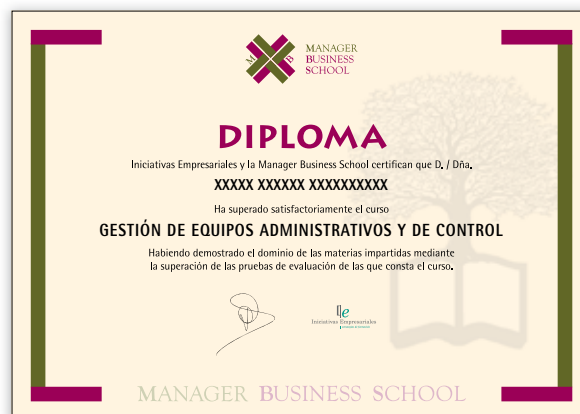 M B S
MANAGER
BUSINESS
SCHOOL
DIPLOMA
Iniciativas Empresariales y la Manager Business School certifican que D. / Dña.
XXXXX XXXXXX XXXXXXXXXX
Ha superado satisfactoriamente el curso
GESTIÓN DE EQUIPOS ADMINISTRATIVOS Y DE CONTROL
Habiendo demostrado el dominio de las materias impartidas mediante
la superación de las pruebas de evaluación de las que consta el curso.
Iniciativas Empresariales
MANAGER BUSINESS SCHOOL